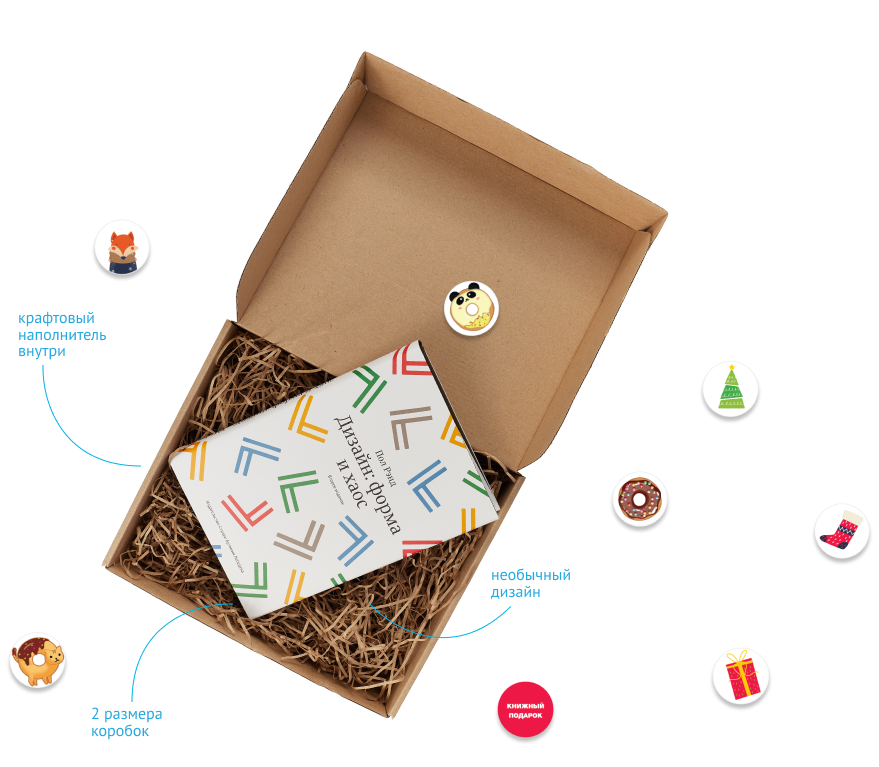 крафтовый
наполнитель
внутри
Пол Рэнд
Дизайн: форма
и хаос
необычный
дизайн
2 размера
коробок
КНИЖНЫЙ
ПОДАРОК